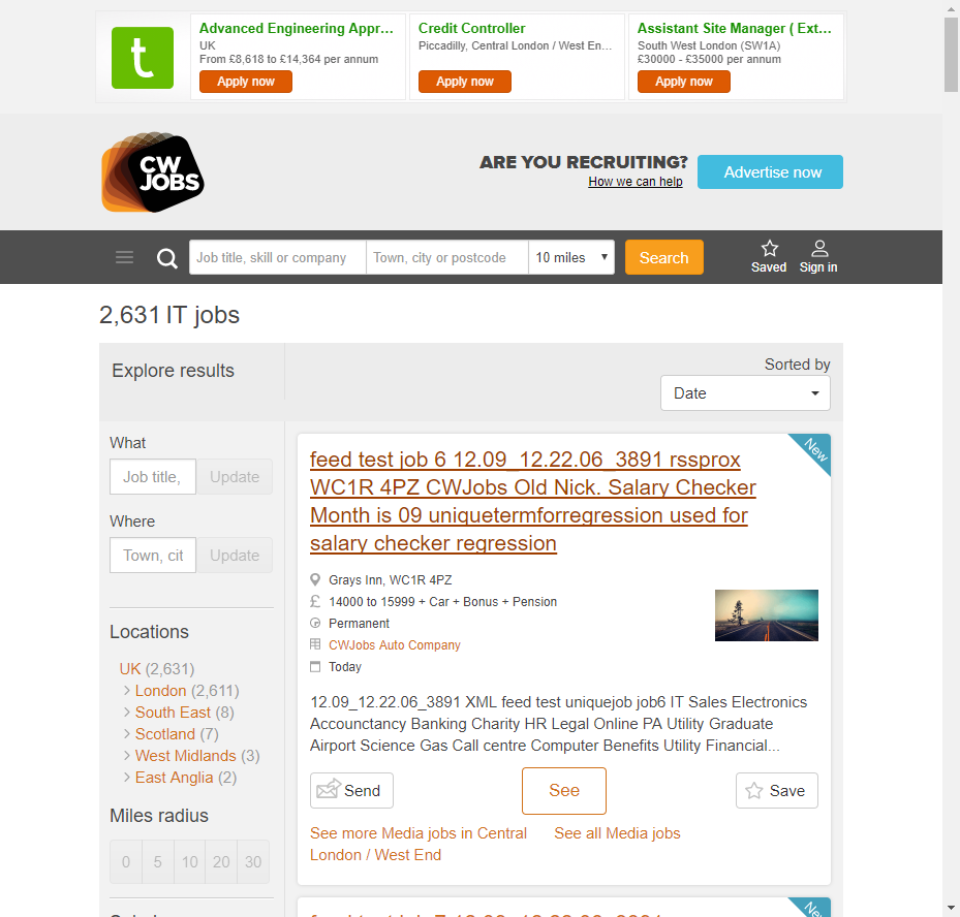 t
Advanced Engineering Appr...
UK
From £8,618 to £14,364 per annum
Apply now
Credit Controller
Piccadilly, Central London / West En...
Apply now
Assistant Site Manager ( Ext...
South West London (SW1A)
£30000 - £35000 per annum
Apply now
CW
JOBS
ARE YOU RECRUITING?
How we can help
Advertise now
Job title, skill or company
Town, city or postcode
10 miles
Search
Saved
Sign in
2,631 IT jobs
Explore results
Sorted by
Date
What
Job title,
Update
Where
Town, cit
Update
Locations
UK (2,631)
London (2,611)
South East (8)
Scotland (7)
West Midlands (3)
East Anglia (2)
Miles radius
0 5 10 20 30
New
feed test job 6 12.09_12.22.06_3891 rssprox
WC1R 4PZ CWJobs Old Nick. Salary Checker
Month is 09 uniquetermforregression used for
salary checker regression
Grays Inn, WC1R 4PZ
14000 to 15999 + Car + Bonus + Pension
Permanent
CWJobs Auto Company
Today
12.09_12.22.06_3891 XML feed test uniquejob job6 IT Sales Electronics
Accounctancy Banking Charity HR Legal Online PA Utility Graduate
Airport Science Gas Call centre Computer Benefits Utility Financial...
Send
See
Save
See more Media jobs in Central
London / West End
See all Media jobs
New